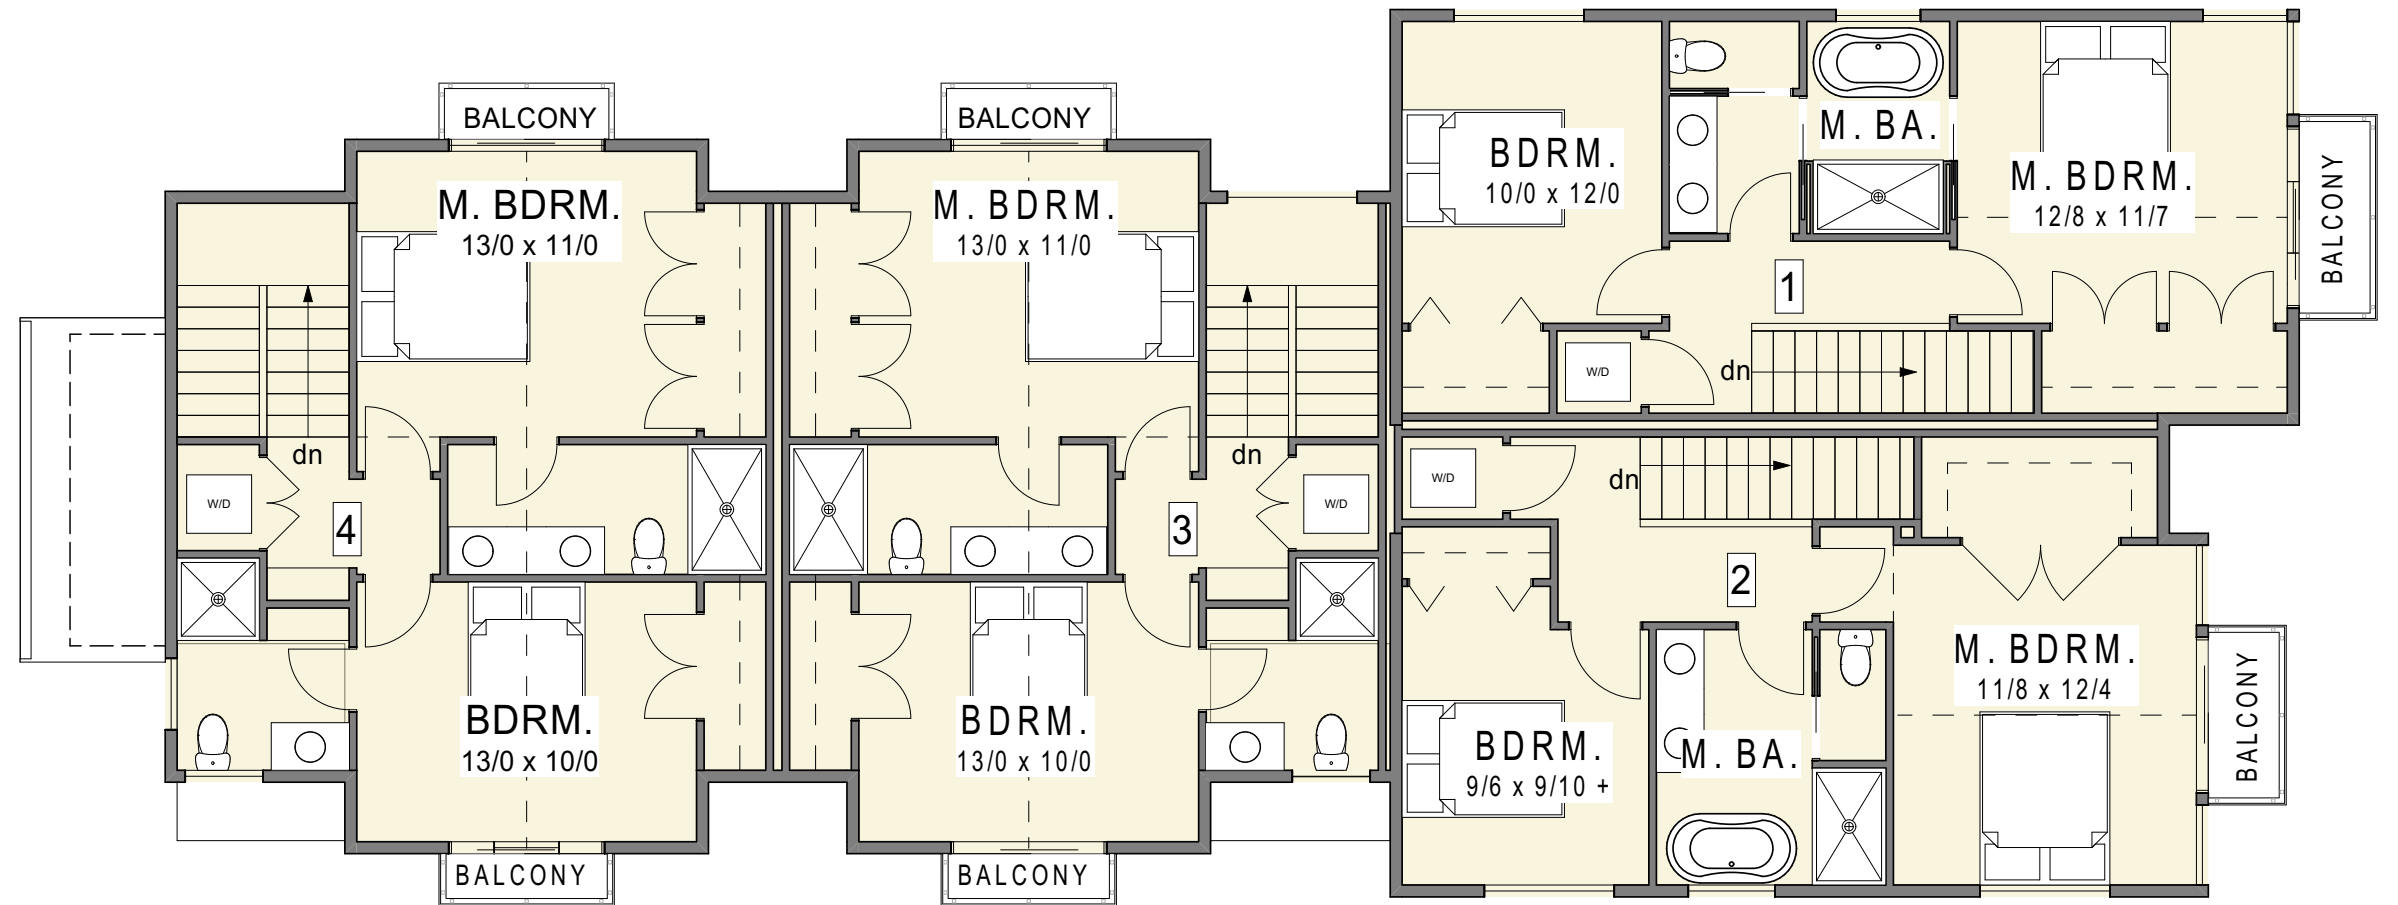 BALCONY
M. BDRM.
13/0 x 11/0
dn
W/D
4
BDRM.
13/0 x 10/0
BALCONY
BALCONY
M. BDRM.
13/0 x 11/0
dn
W/D
3
BDRM.
13/0 x 10/0
BALCONY
BDRM.
10/0 x 12/0
M. BA.
M. BDRM.
12/8 x 11/7
BALCONY
1
W/D
dn
W/D
dn
2
BDRM.
9/6 x 9/10 +
M. BA.
M. BDRM.
11/8 x 12/4
BALCONY